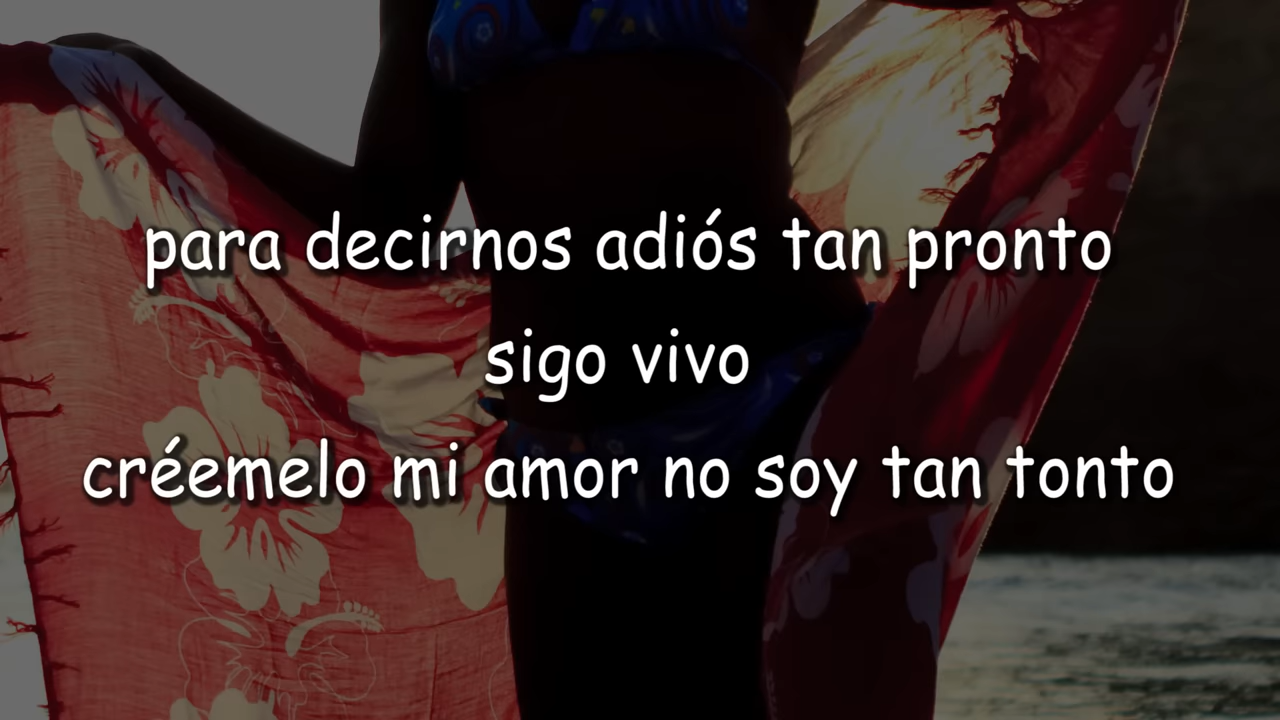 para decirnos adiós tan pronto
sigo vivo
créemelo mi amor no soy tan tonto